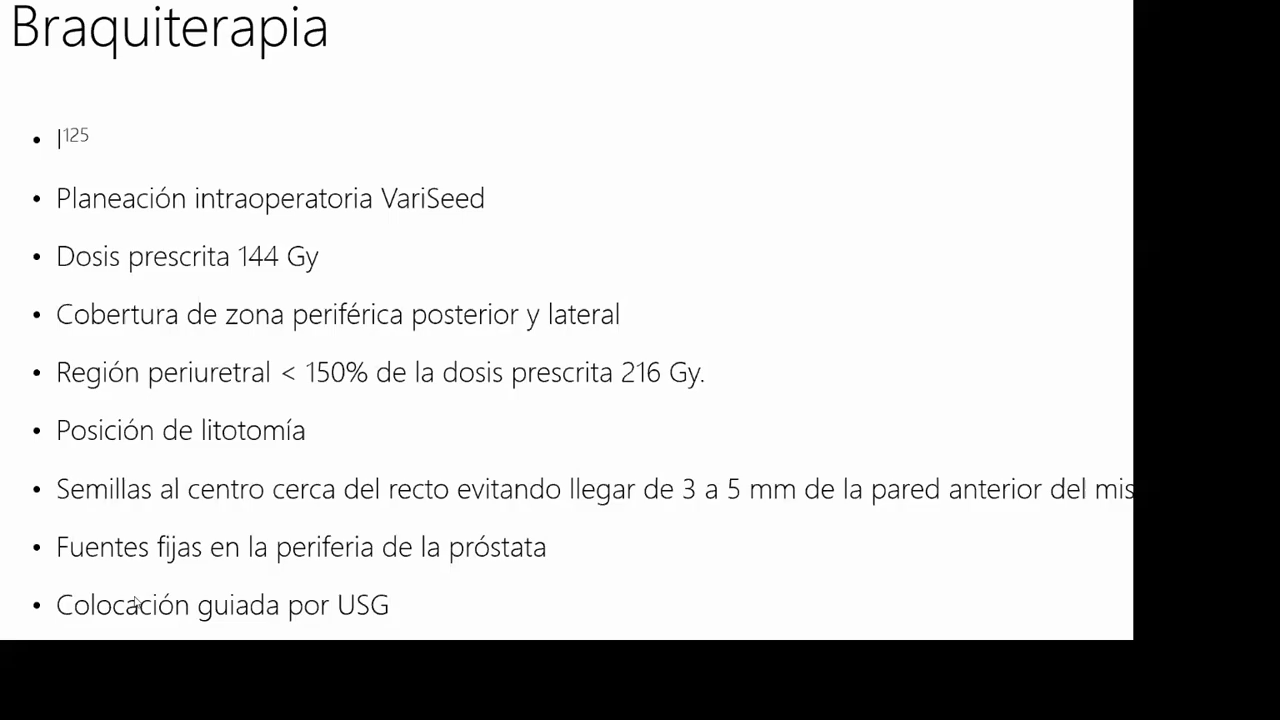 Braquiterapia
• I¹²⁵
• Planeación intraoperatoria VariSeed
• Dosis prescrita 144 Gy
• Cobertura de zona periférica posterior y lateral
• Región periuretral < 150% de la dosis prescrita 216 Gy.
• Posición de litotomía
• Semillas al centro cerca del recto evitando llegar de 3 a 5 mm de la pared anterior del mis
• Fuentes fijas en la periferia de la próstata
• Colocación guiada por USG